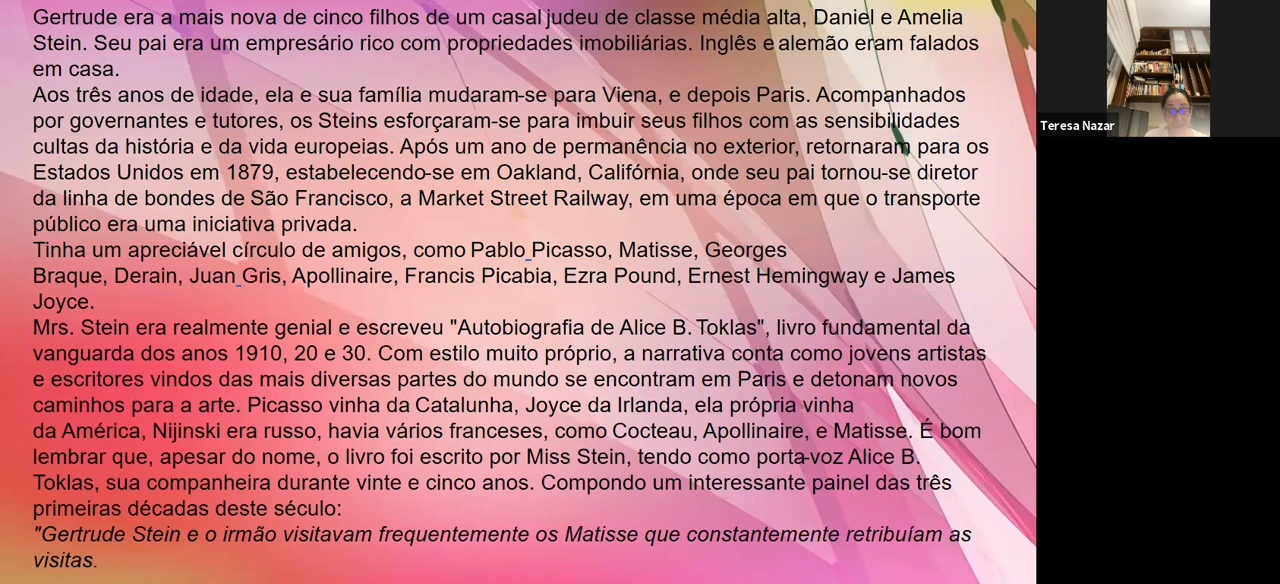 Gertrude era a mais nova de cinco filhos de um casal judeu de classe média alta, Daniel e Amelia
Stein. Seu pai era um empresário rico com propriedades imobiliárias. Inglês e alemão eram falados
em casa.
Aos três anos de idade, ela e sua família mudaram-se para Viena, e depois Paris. Acompanhados
por governantes e tutores, os Steins esforçaram-se para imbuir seus filhos com as sensibilidades
cultas da história e da vida europeias. Após um ano de permanência no exterior, retornaram para os
Estados Unidos em 1879, estabelecendo-se em Oakland, Califórnia, onde seu pai tornou-se diretor
da linha de bondes de São Francisco, a Market Street Railway, em uma época em que o transporte
público era uma iniciativa privada.
Tinha um apreciável círculo de amigos, como Pablo Picasso, Matisse, Georges
Braque, Derain, Juan Gris, Apollinaire, Francis Picabia, Ezra Pound, Ernest Hemingway e James
Joyce.
Mrs. Stein era realmente genial e escreveu "Autobiografia de Alice B. Toklas", livro fundamental da
vanguarda dos anos 1910, 20 e 30. Com estilo muito próprio, a narrativa conta como jovens artistas
e escritores vindos das mais diversas partes do mundo se encontram em Paris e detonam novos
caminhos para a arte. Picasso vinha da Catalunha, Joyce da Irlanda, ela própria vinha
da América, Nijinski era russo, havia vários franceses, como Cocteau, Apollinaire, e Matisse. É bom
lembrar que, apesar do nome, o livro foi escrito por Miss Stein, tendo como porta-voz Alice B.
Toklas, sua companheira durante vinte e cinco anos. Compondo um interessante painel das três
primeiras décadas deste século:
"Gertrude Stein e o irmão visitavam frequentemente os Matisse que constantemente retribuíam as
visitas.
Teresa Nazar